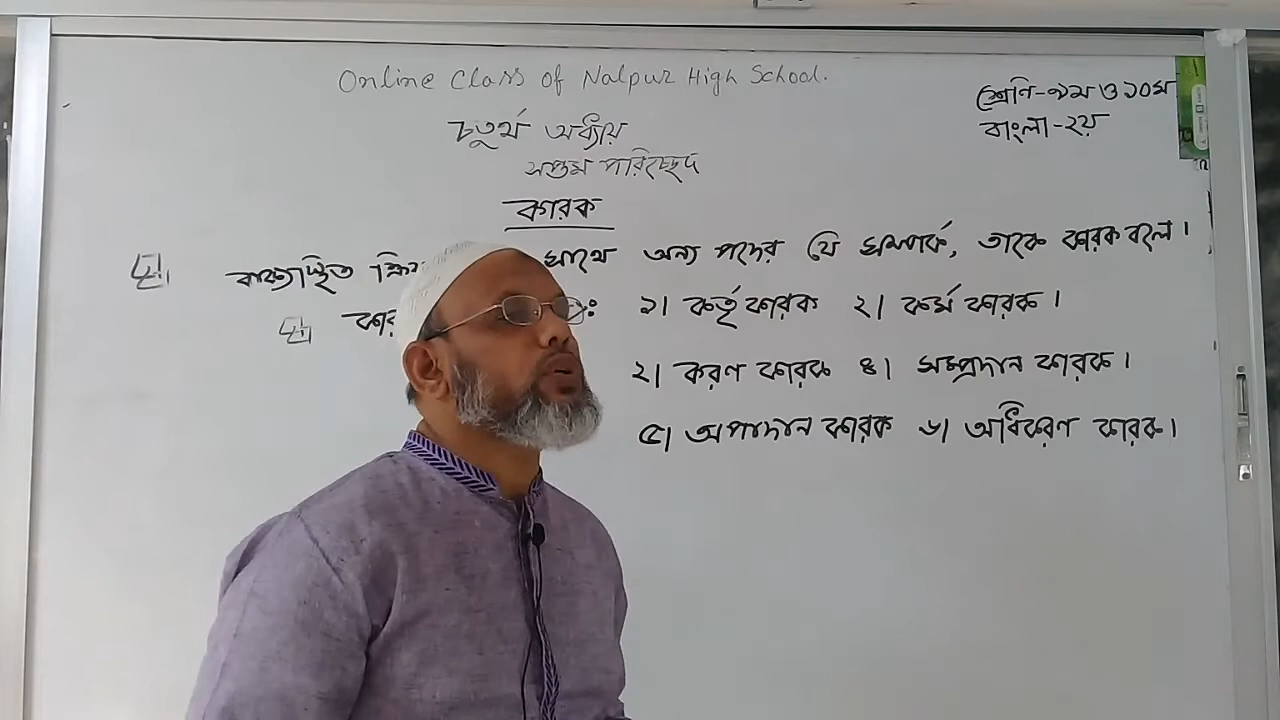 Online Class of Nalpur High School.
শ্রেণি-৯ম ও ১০ম
বাংলা-২য়
চতুর্থ অধ্যায়
সপ্তম পরিচ্ছেদ
কারক
বাক্যস্থিত সাথে অন্য পদের যে সম্পর্ক, তাকে কারক বলে।
১। কর্তৃ কারক ২। কর্ম কারক।
২। করণ কারক ৪। সম্প্রদান কারক।
৫। অপাদান কারক ৬। অধিকরণ কারক।